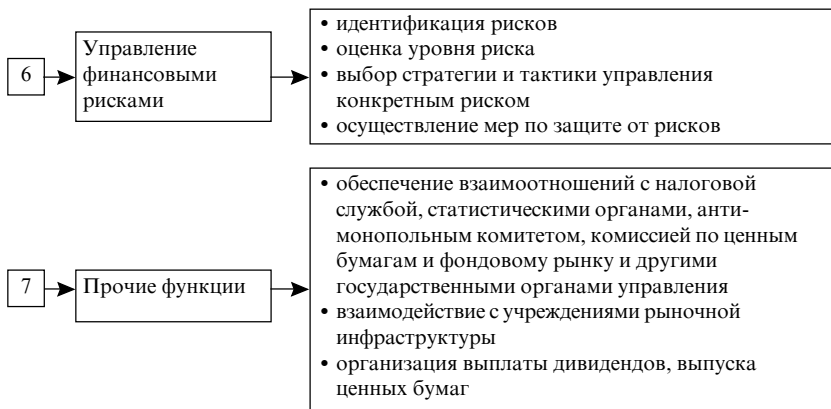 6
Управление
финансовыми
рисками
• идентификация рисков
• оценка уровня риска
• выбор стратегии и тактики управления
конкретным риском
• осуществление мер по защите от рисков
7
Прочие функции
• обеспечение взаимоотношений с налоговой
службой, статистическими органами, анти-
монопольным комитетом, комиссией по ценным
бумагам и фондовому рынку и другими
государственными органами управления
• взаимодействие с учреждениями рыночной
инфраструктуры
• организация выплаты дивидендов, выпуска
ценных бумаг